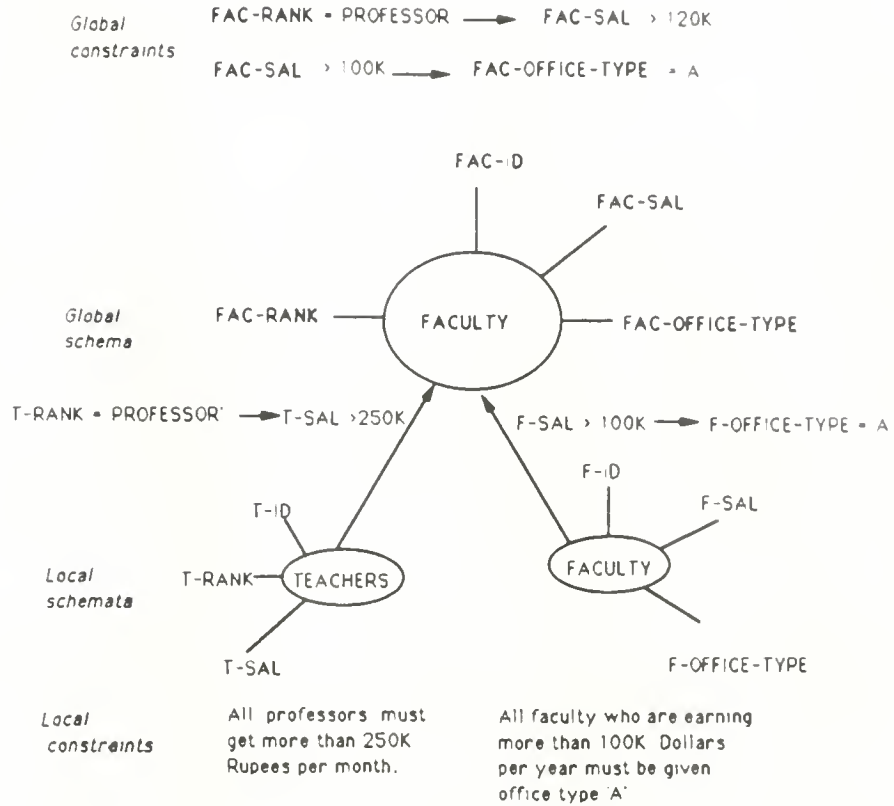 Global constraints
FAC-RANK = PROFESSOR → FAC-SAL > 120K
FAC-SAL > 100K → FAC-OFFICE-TYPE = A
FAC-ID
FAC-SAL
Global schema
FAC-RANK
FACULTY
FAC-OFFICE-TYPE
T-RANK = PROFESSOR' → T-SAL >250K
F-SAL > 100K → F-OFFICE-TYPE = A
F-ID
F-SAL
T-ID
Local schemata
T-RANK
TEACHERS
FACULTY
T-SAL
F-OFFICE-TYPE
Local constraints
All professors must
get more than 250K
Rupees per month.
All faculty who are earning
more than 100K Dollars
per year must be given
office type 'A'